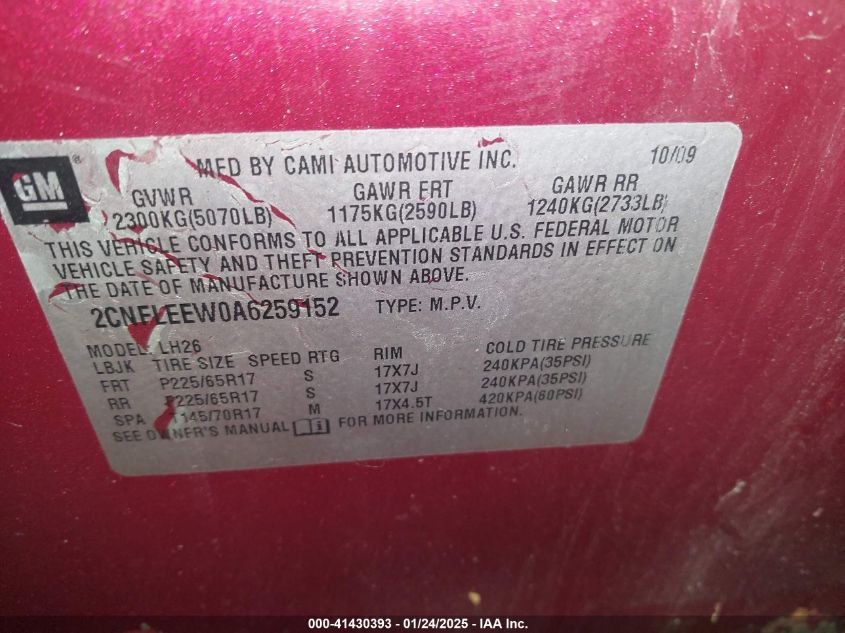 GM
®
MFD BY CAMI AUTOMOTIVE INC. 10/09
GVWR GAWR FRT GAWR RR
2300KG(5070LB) 1175KG(2590LB) 1240KG(2733LB)
THIS VEHICLE CONFORMS TO ALL APPLICABLE U.S. FEDERAL MOTOR
VEHICLE SAFETY AND THEFT PREVENTION STANDARDS IN EFFECT ON
THE DATE OF MANUFACTURE SHOWN ABOVE.
2CNFLEEW0A6259152 TYPE: M.P.V.
MODEL: LH26
LBJK TIRE SIZE SPEED RTG RIM COLD TIRE PRESSURE
FRT P225/65R17 S 17X7J 240KPA(35PSI)
RR P225/65R17 S 17X7J 240KPA(35PSI)
SPA T145/70R17 M 17X4.5T 420KPA(60PSI)
SEE OWNER'S MANUAL FOR MORE INFORMATION.
000-41430393 - 01/24/2025 - IAA Inc.